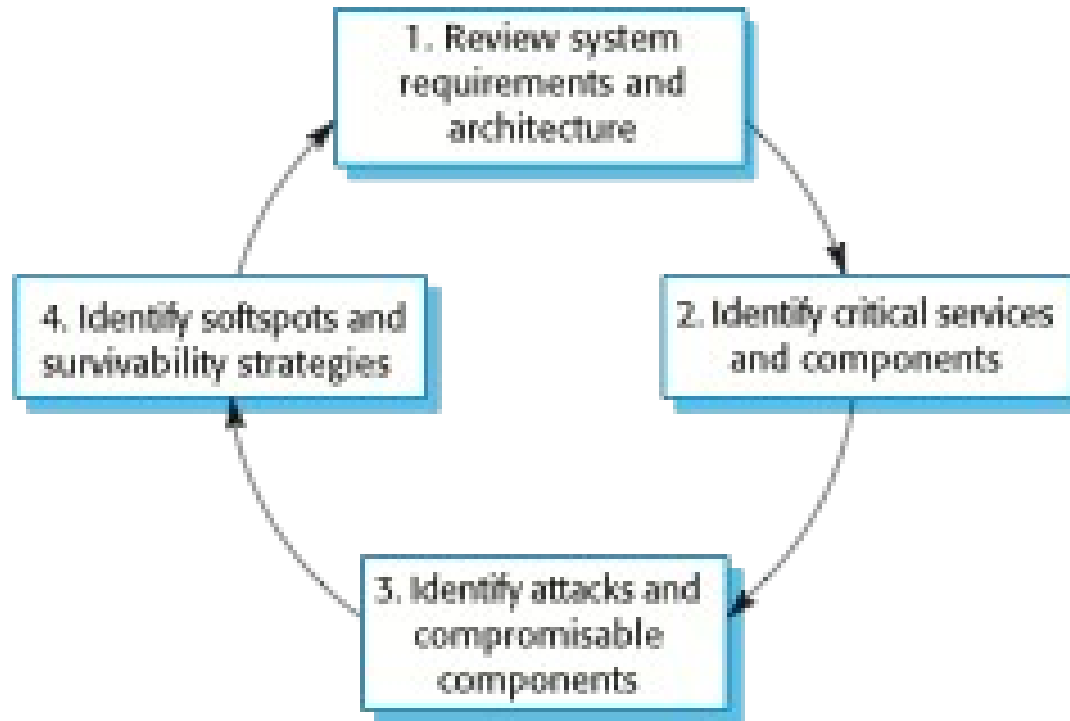 1. Review system
requirements and
architecture
2. Identify critical services
and components
3. Identify attacks and
compromisable
components
4. Identify softspots and
survivability strategies